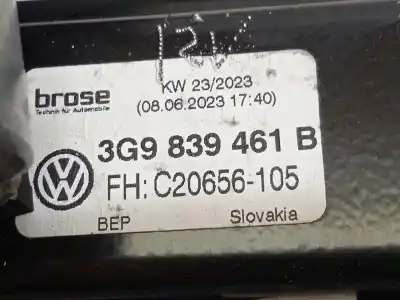 brose
Technik für Automobile
KW 23/2023
(08.06.2023 17:40)
3G9 839 461 B
FH: C20656-105
BEP Slovakia